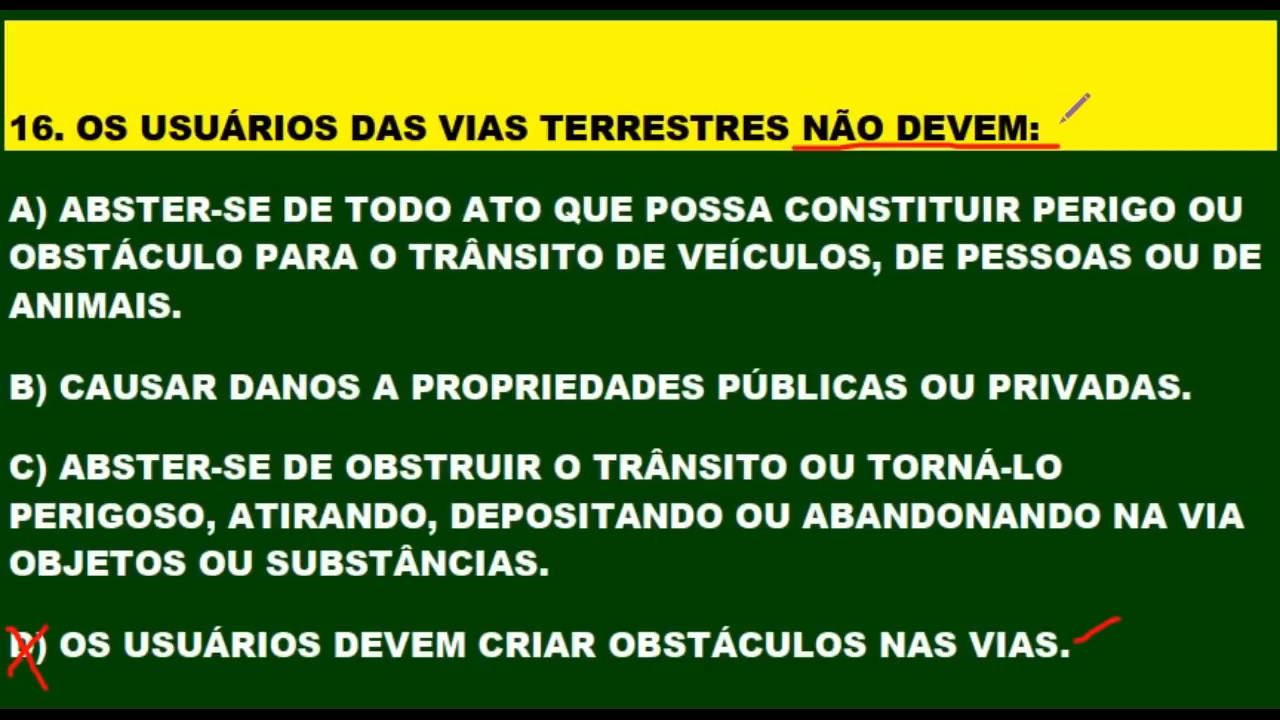 16. OS USUÁRIOS DAS VIAS TERRESTRES NÃO DEVEM:
A) ABSTER-SE DE TODO ATO QUE POSSA CONSTITUIR PERIGO OU
OBSTÁCULO PARA O TRÂNSITO DE VEÍCULOS, DE PESSOAS OU DE
ANIMAIS.
B) CAUSAR DANOS A PROPRIEDADES PÚBLICAS OU PRIVADAS.
C) ABSTER-SE DE OBSTRUIR O TRÂNSITO OU TORNÁ-LO
PERIGOSO, ATIRANDO, DEPOSITANDO OU ABANDONANDO NA VIA
OBJETOS OU SUBSTÂNCIAS.
D) OS USUÁRIOS DEVEM CRIAR OBSTÁCULOS NAS VIAS.